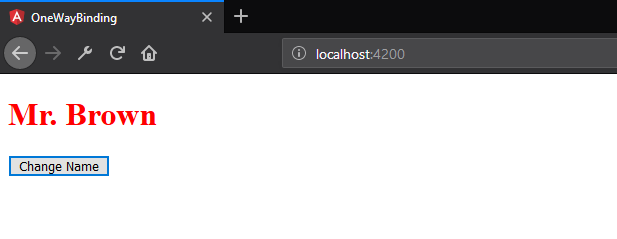 OneWayBinding
localhost:4200
Mr. Brown
Change Name